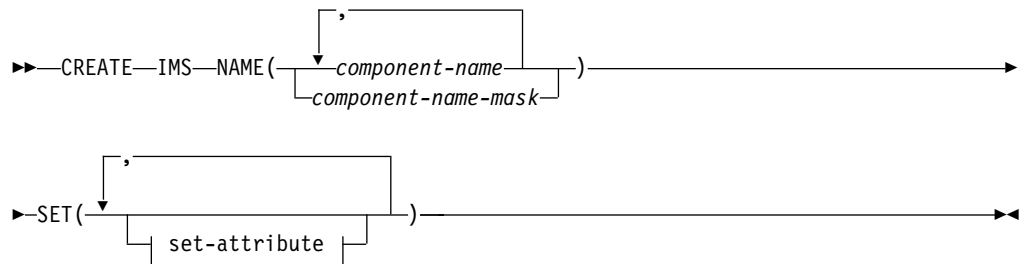 ,
CREATE IMS NAME( component-name )
component-name-mask
,
SET( )
set-attribute